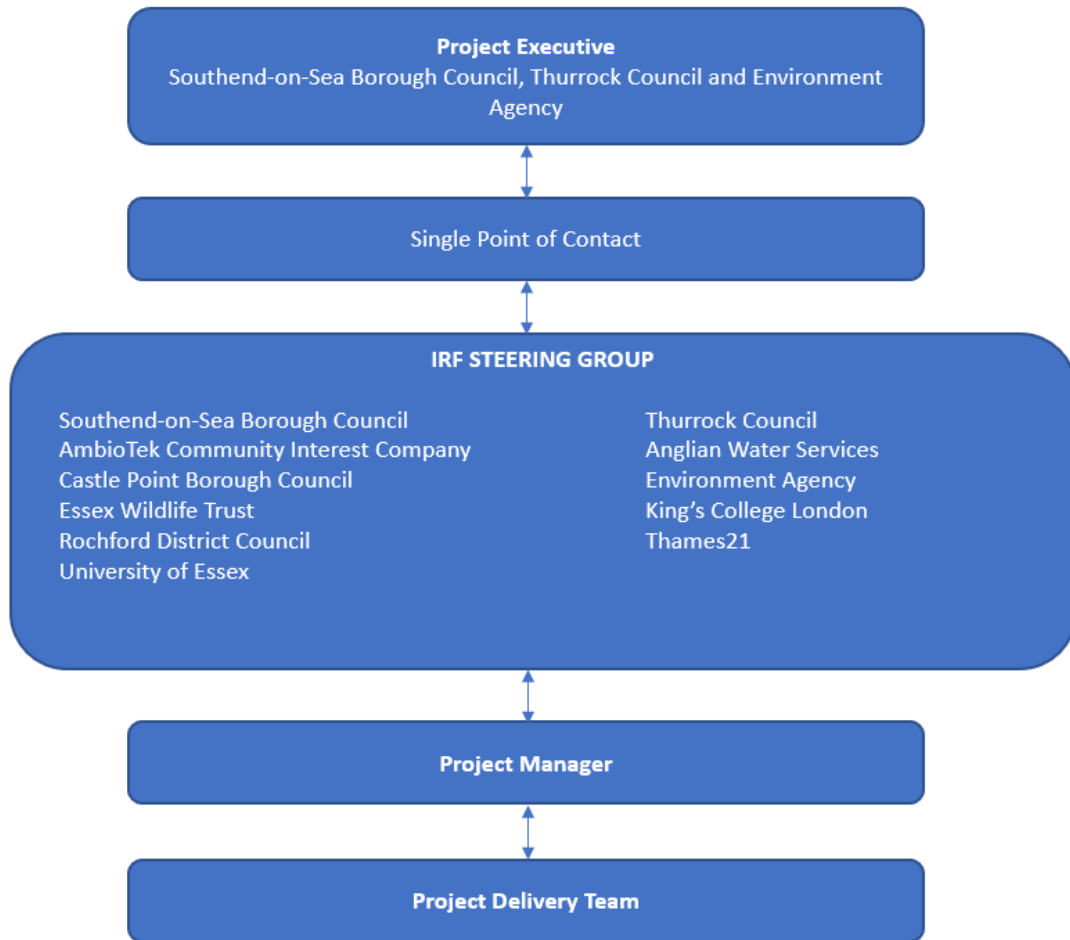 Project Executive
Southend-on-Sea Borough Council, Thurrock Council and Environment
Agency
Single Point of Contact
IRF STEERING GROUP
Southend-on-Sea Borough Council
AmbioTek Community Interest Company
Castle Point Borough Council
Essex Wildlife Trust
Rochford District Council
University of Essex
Thurrock Council
Anglian Water Services
Environment Agency
King's College London
Thames21
Project Manager
Project Delivery Team